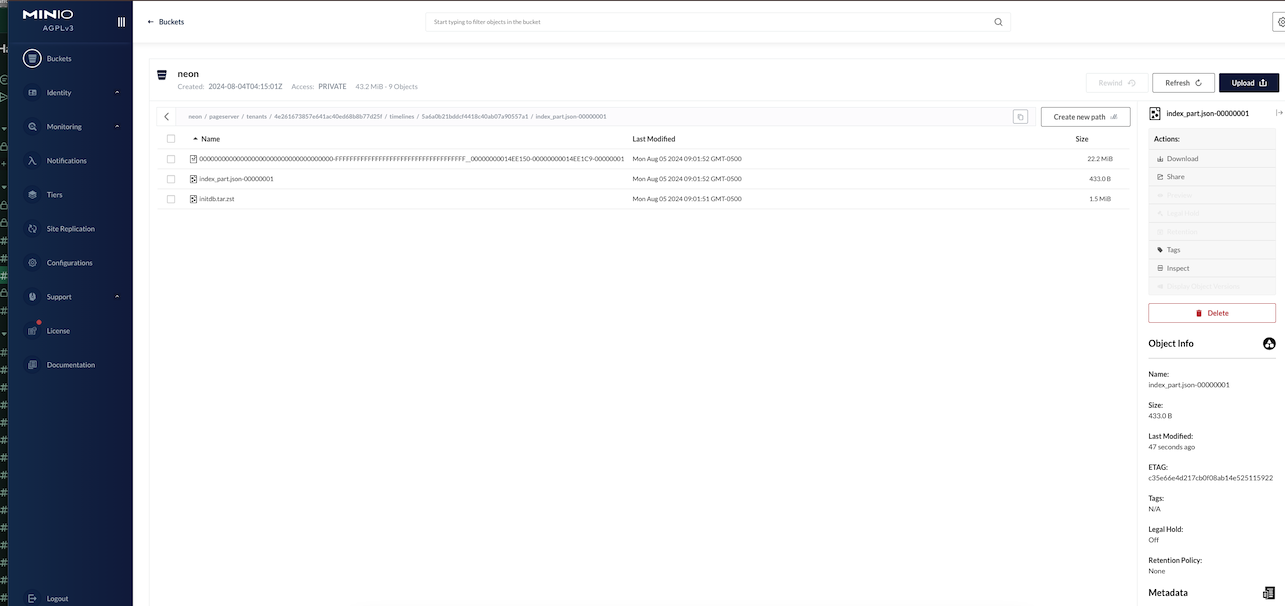 MINIO
AGPLv3
Buckets
Identity
Monitoring
Notifications
Tiers
Site Replication
Configurations
Support
License
Documentation
Logout
← Buckets
Start typing to filter objects in the bucket
neon
Created: 2024-08-04T04:15:01Z Access: PRIVATE 43.2 MiB - 9 Objects
Rewind
Refresh
Upload
neon / pageserver / tenants / 4e261673857e641ac40ed68b8b77d25f / timelines / 5a6a0b21bddcf4418c40ab07a90557a1 / index_part.json-00000001
Create new path
Name Last Modified Size
Mon Aug 05 2024 09:01:52 GMT-0500 22.2 MiB
index_part.json-00000001 Mon Aug 05 2024 09:01:52 GMT-0500 433.0 B
initdb.tar.zst Mon Aug 05 2024 09:01:51 GMT-0500 1.5 MiB
index_part.json-00000001
Actions:
Download
Share
Preview
Legal Hold
Retention
Tags
Inspect
Display Object Versions
Delete
Object Info
Name:
index_part.json-00000001
Size:
433.0 B
Last Modified:
47 seconds ago
ETAG:
c35e66e4d217cb0f08ab14e525115922
Tags:
N/A
Legal Hold:
Off
Retention Policy:
None
Metadata